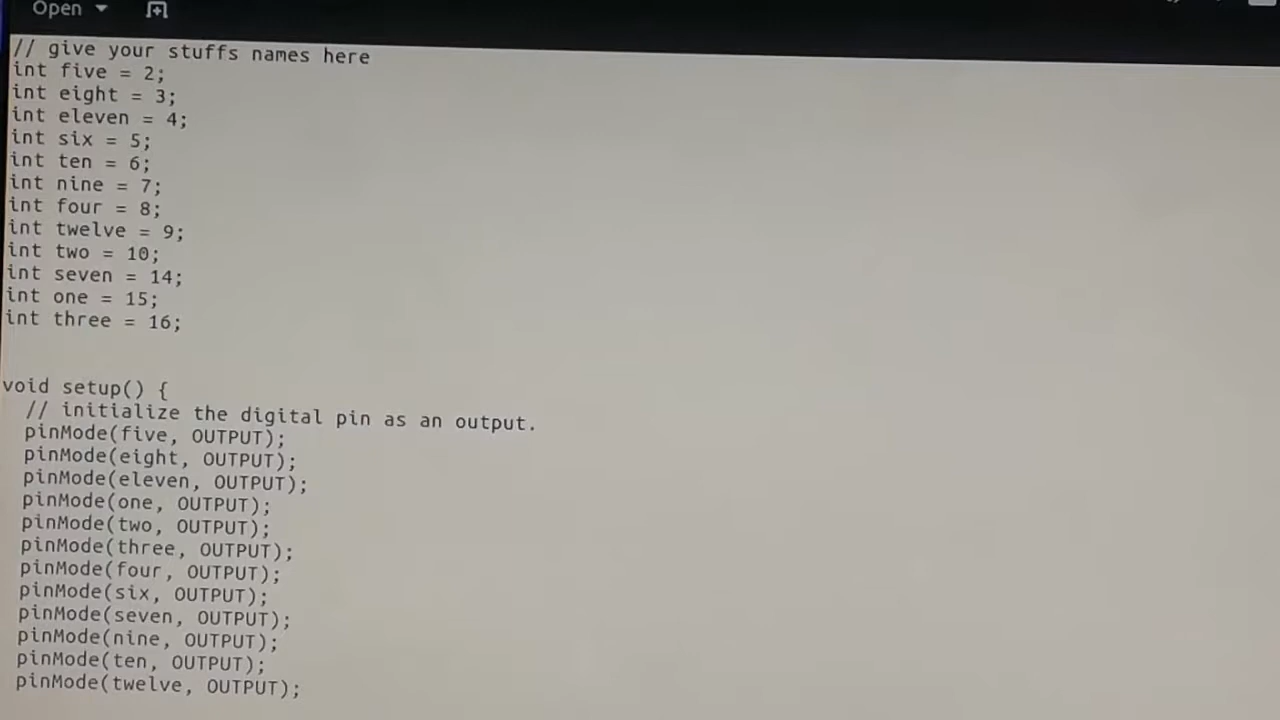 Open
// give your stuffs names here
int five = 2;
int eight = 3;
int eleven = 4;
int six = 5;
int ten = 6;
int nine = 7;
int four = 8;
int twelve = 9;
int two = 10;
int seven = 14;
int one = 15;
int three = 16;
void setup() {
// initialize the digital pin as an output.
pinMode(five, OUTPUT);
pinMode(eight, OUTPUT);
pinMode(eleven, OUTPUT);
pinMode(one, OUTPUT);
pinMode(two, OUTPUT);
pinMode(three, OUTPUT);
pinMode(four, OUTPUT);
pinMode(six, OUTPUT);
pinMode(seven, OUTPUT);
pinMode(nine, OUTPUT);
pinMode(ten, OUTPUT);
pinMode(twelve, OUTPUT);